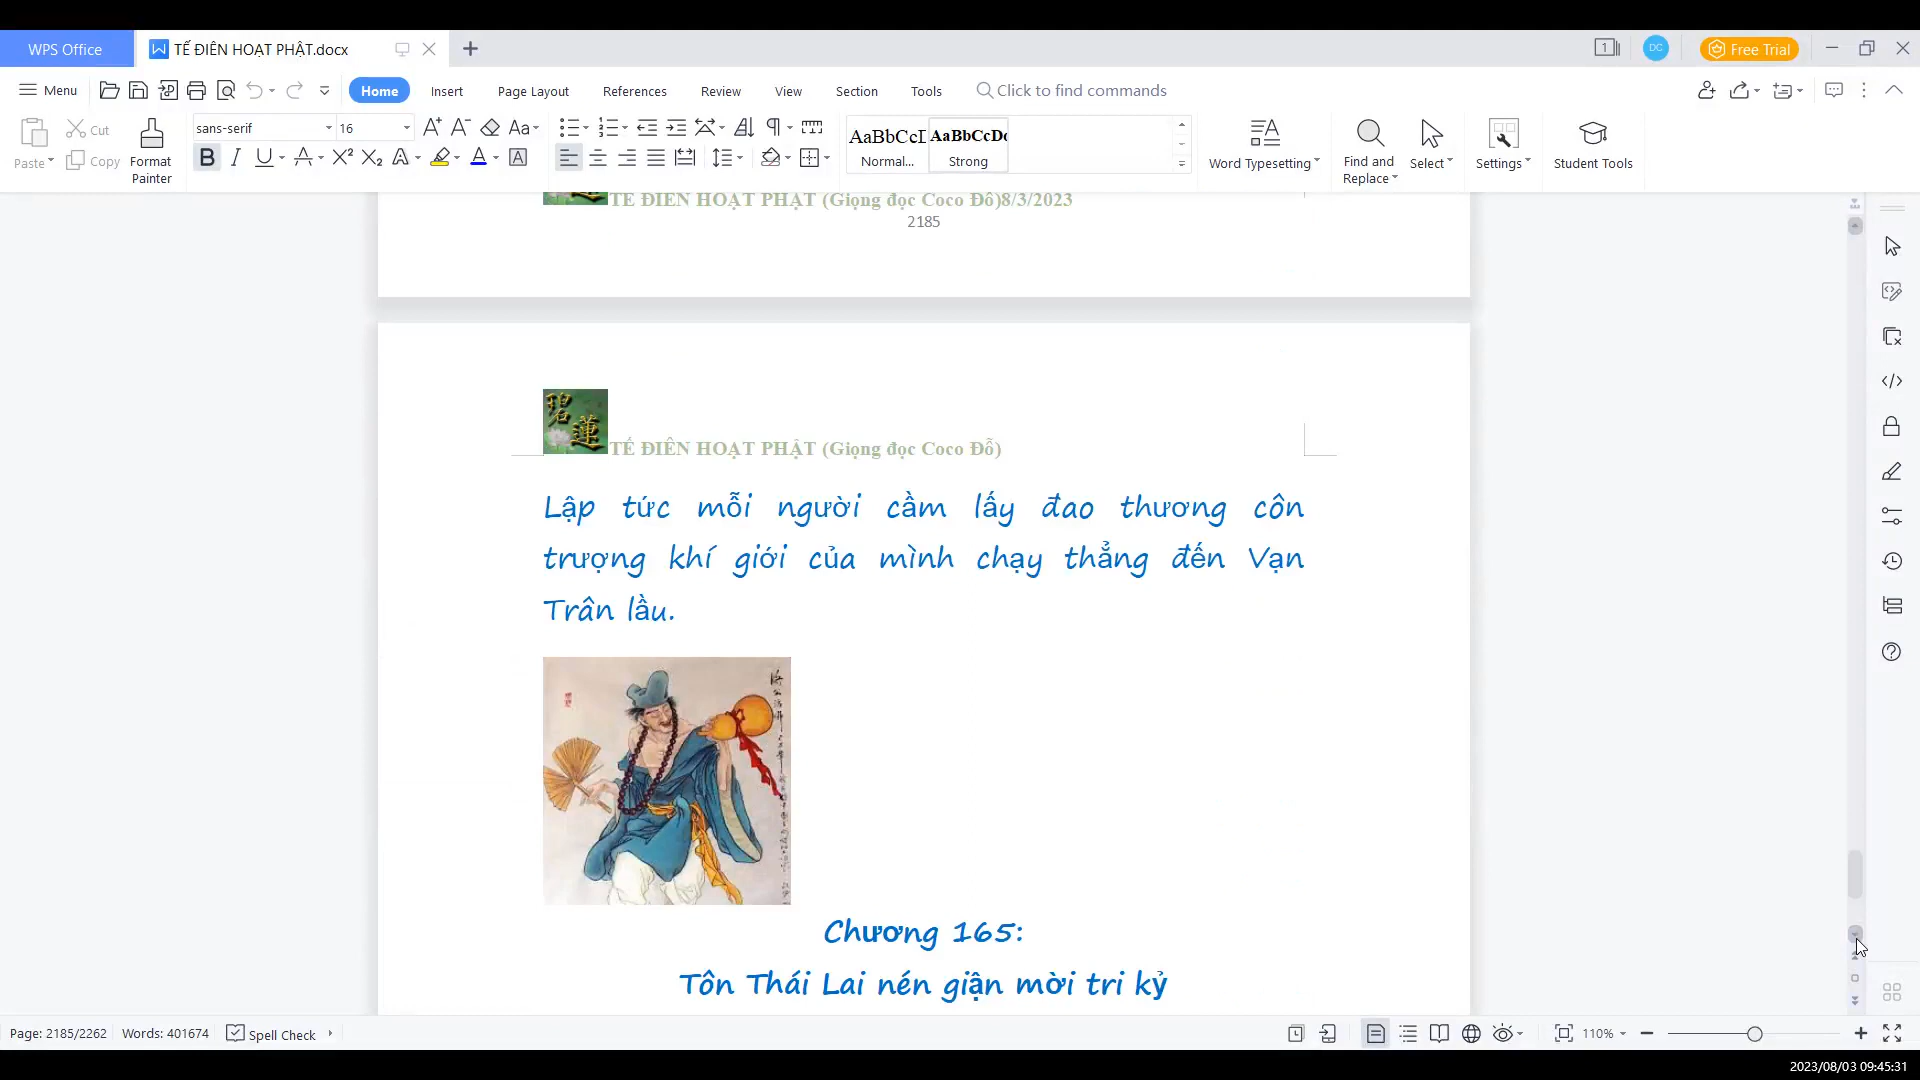 WPS Office
TẾ ĐIÊN HOẠT PHẬT.docx
1
DC
Free Trial
Menu
Home
Insert
Page Layout
References
Review
View
Section
Tools
Click to find commands
Paste
Cut
Copy
Format Painter
sans-serif
16
AaBbCcD
Normal...
AaBbCcDd
Strong
Word Typesetting
Find and Replace
Select
Settings
Student Tools
TẾ ĐIÊN HOẠT PHẬT (Giọng đọc Coco Đỗ)8/3/2023
2185
碧
蓮
TẾ ĐIÊN HOẠT PHẬT (Giọng đọc Coco Đỗ)
Lập tức mỗi người cầm lấy đao thương côn
trượng khí giới của mình chạy thẳng đến Vạn
Trân lầu.
Chương 165:
Tôn Thái Lai nén giận mời tri kỷ
Page: 2185/2262
Words: 401674
Spell Check
110%
2023/08/03 09:45:31